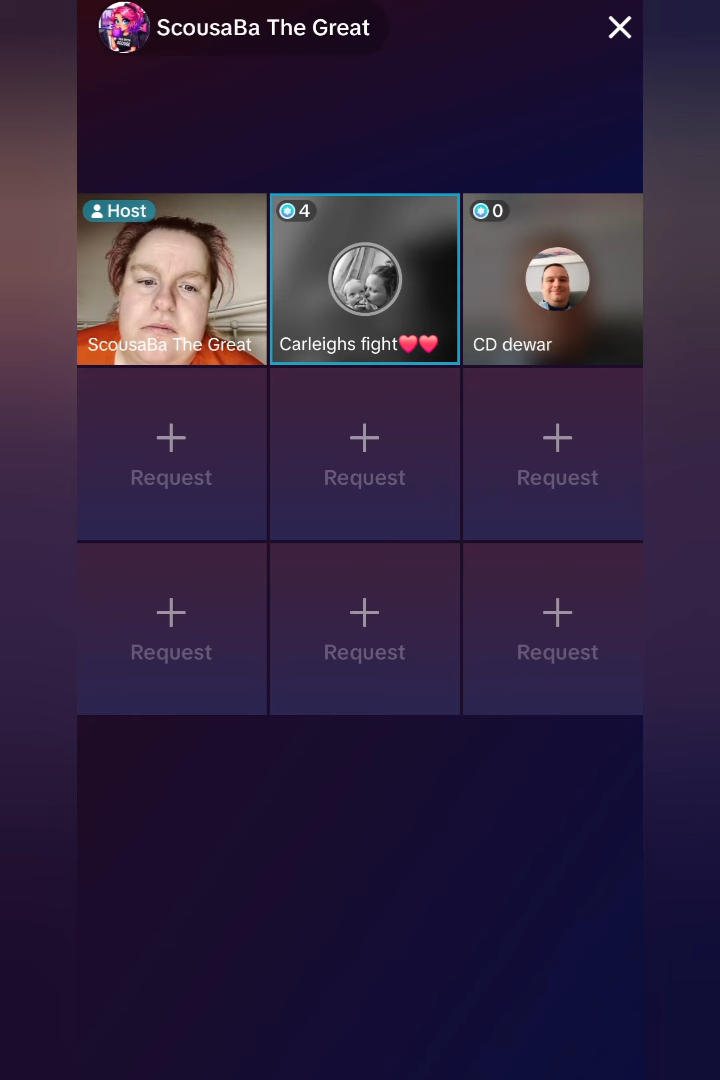 ScousaBa The Great
Host
4
0
ScousaBa The Great
Carleighs fight❤️❤️
CD dewar
Request
Request
Request
Request
Request
Request